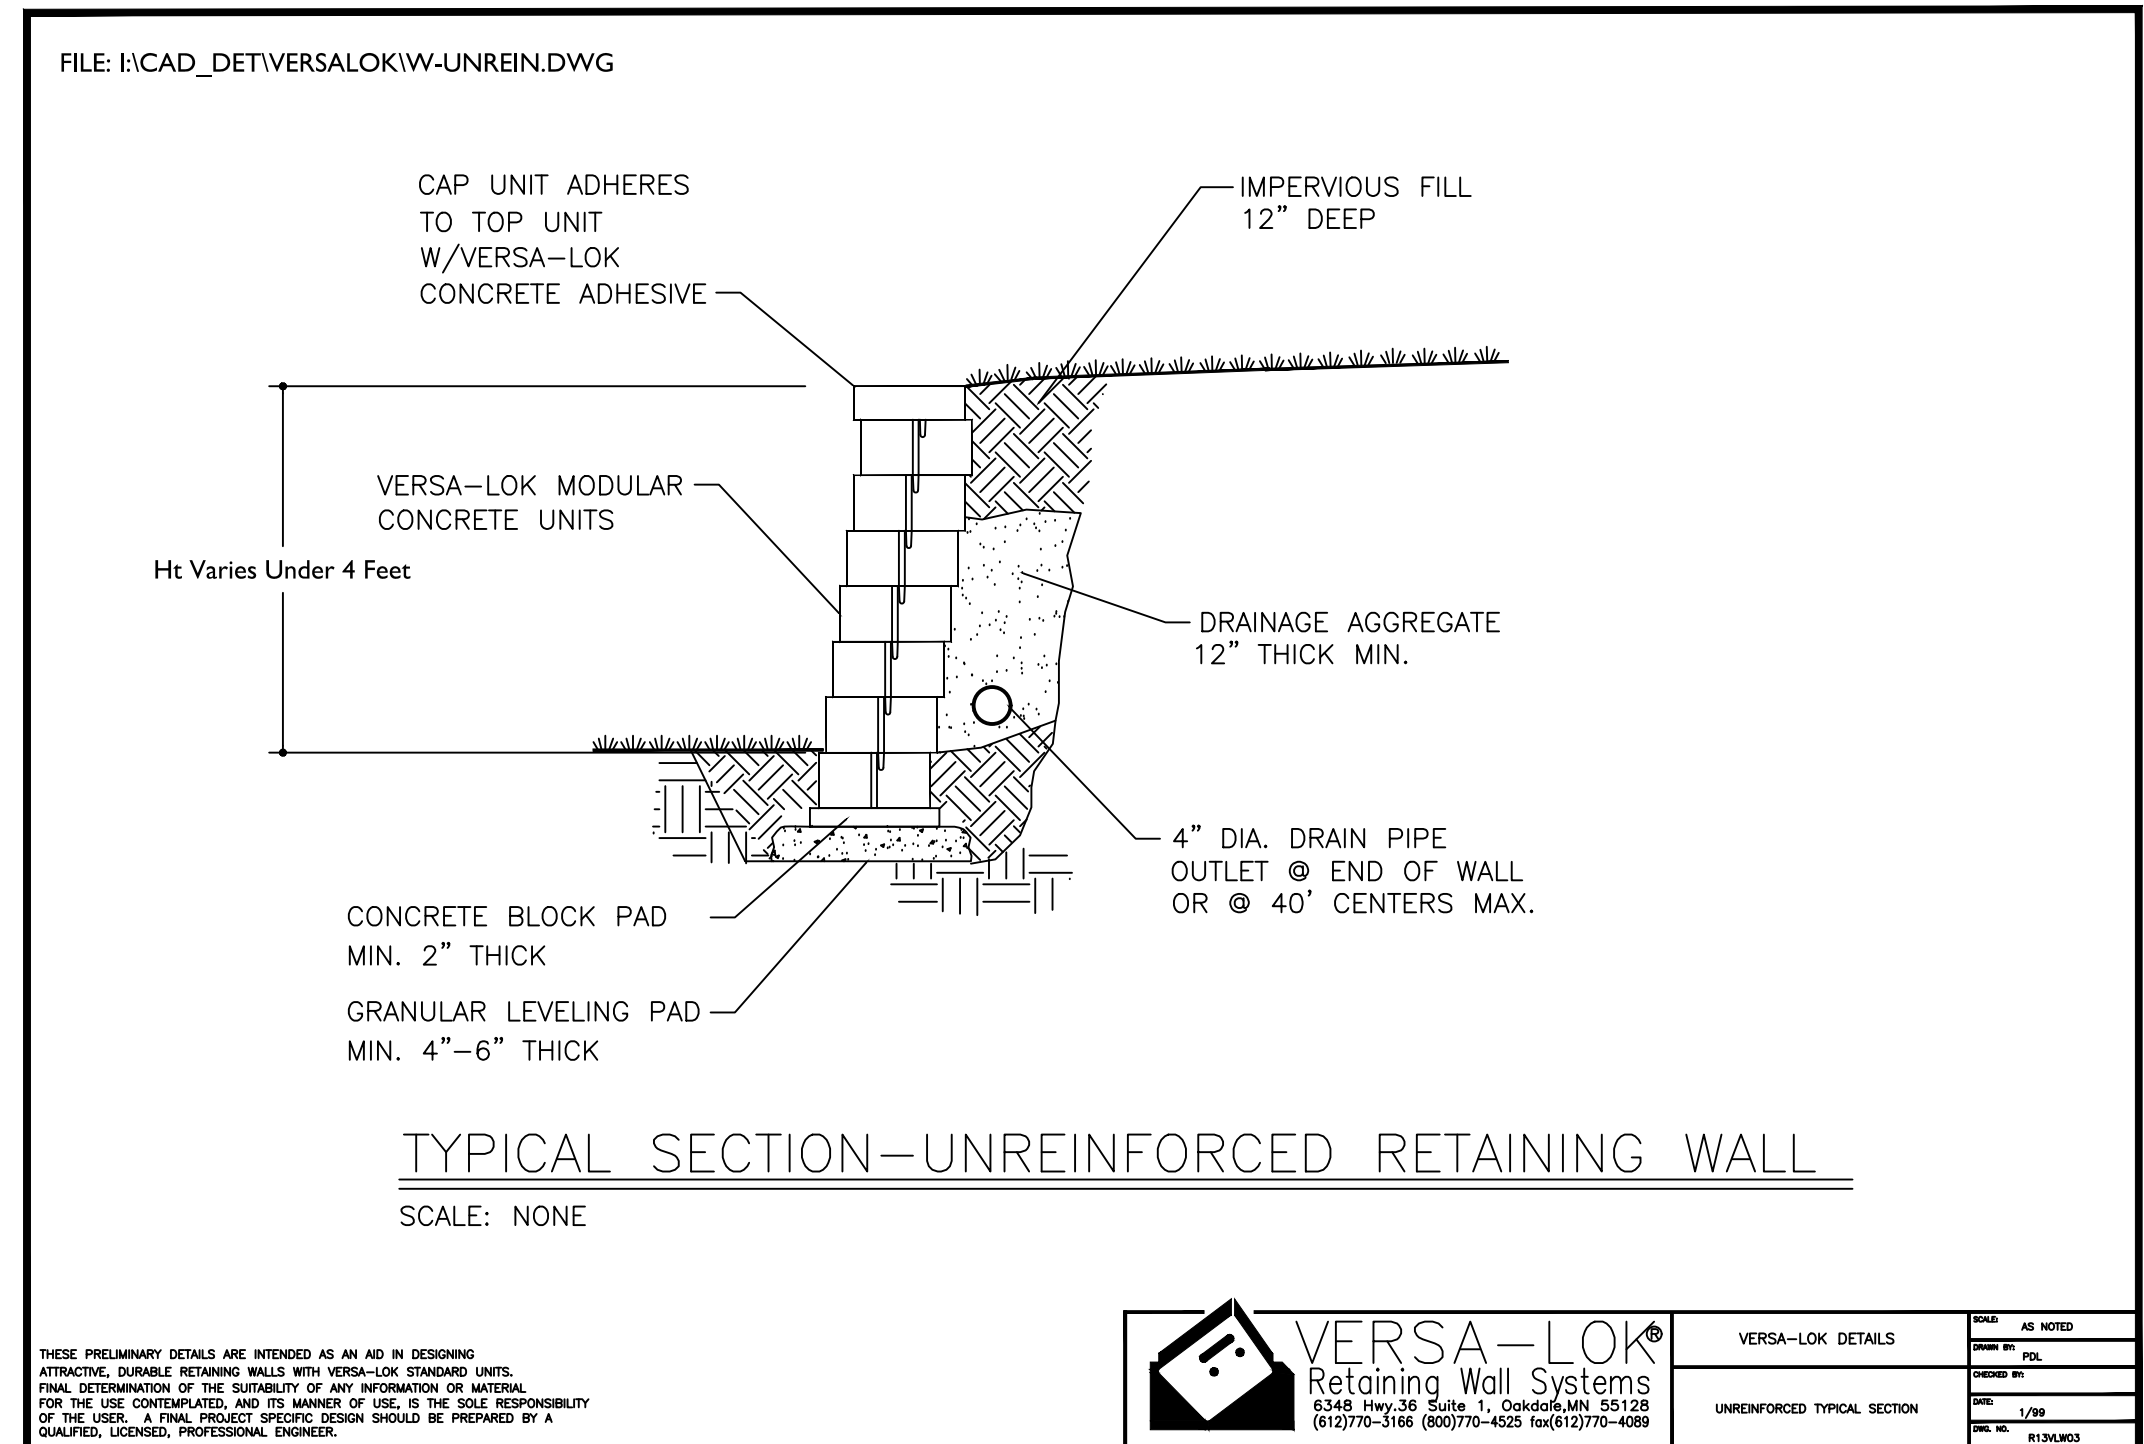 FILE: I:\CAD_DET\VERSALOK\W-UNREIN.DWG
CAP UNIT ADHERES
TO TOP UNIT
W/VERSA-LOK
CONCRETE ADHESIVE
IMPERVIOUS FILL
12" DEEP
VERSA-LOK MODULAR
CONCRETE UNITS
Ht Varies Under 4 Feet
DRAINAGE AGGREGATE
12" THICK MIN.
4" DIA. DRAIN PIPE
OUTLET @ END OF WALL
OR @ 40' CENTERS MAX.
CONCRETE BLOCK PAD
MIN. 2" THICK
GRANULAR LEVELING PAD
MIN. 4"-6" THICK
TYPICAL SECTION-UNREINFORCED RETAINING WALL
SCALE: NONE
THESE PRELIMINARY DETAILS ARE INTENDED AS AN AID IN DESIGNING
ATTRACTIVE, DURABLE RETAINING WALLS WITH VERSA-LOK STANDARD UNITS.
FINAL DETERMINATION OF THE SUITABILITY OF ANY INFORMATION OR MATERIAL
FOR THE USE CONTEMPLATED, AND ITS MANNER OF USE, IS THE SOLE RESPONSIBILITY
OF THE USER. A FINAL PROJECT SPECIFIC DESIGN SHOULD BE PREPARED BY A
QUALIFIED, LICENSED, PROFESSIONAL ENGINEER.
VERSA-LOK®
Retaining Wall Systems
6348 Hwy.36 Suite 1, Oakdale,MN 55128
(612)770-3166 (800)770-4525 fax(612)770-4089
VERSA-LOK DETAILS
UNREINFORCED TYPICAL SECTION
SCALE: AS NOTED
DRAWN BY: PDL
CHECKED BY:
DATE: 1/99
DWG. NO. R13VLW03